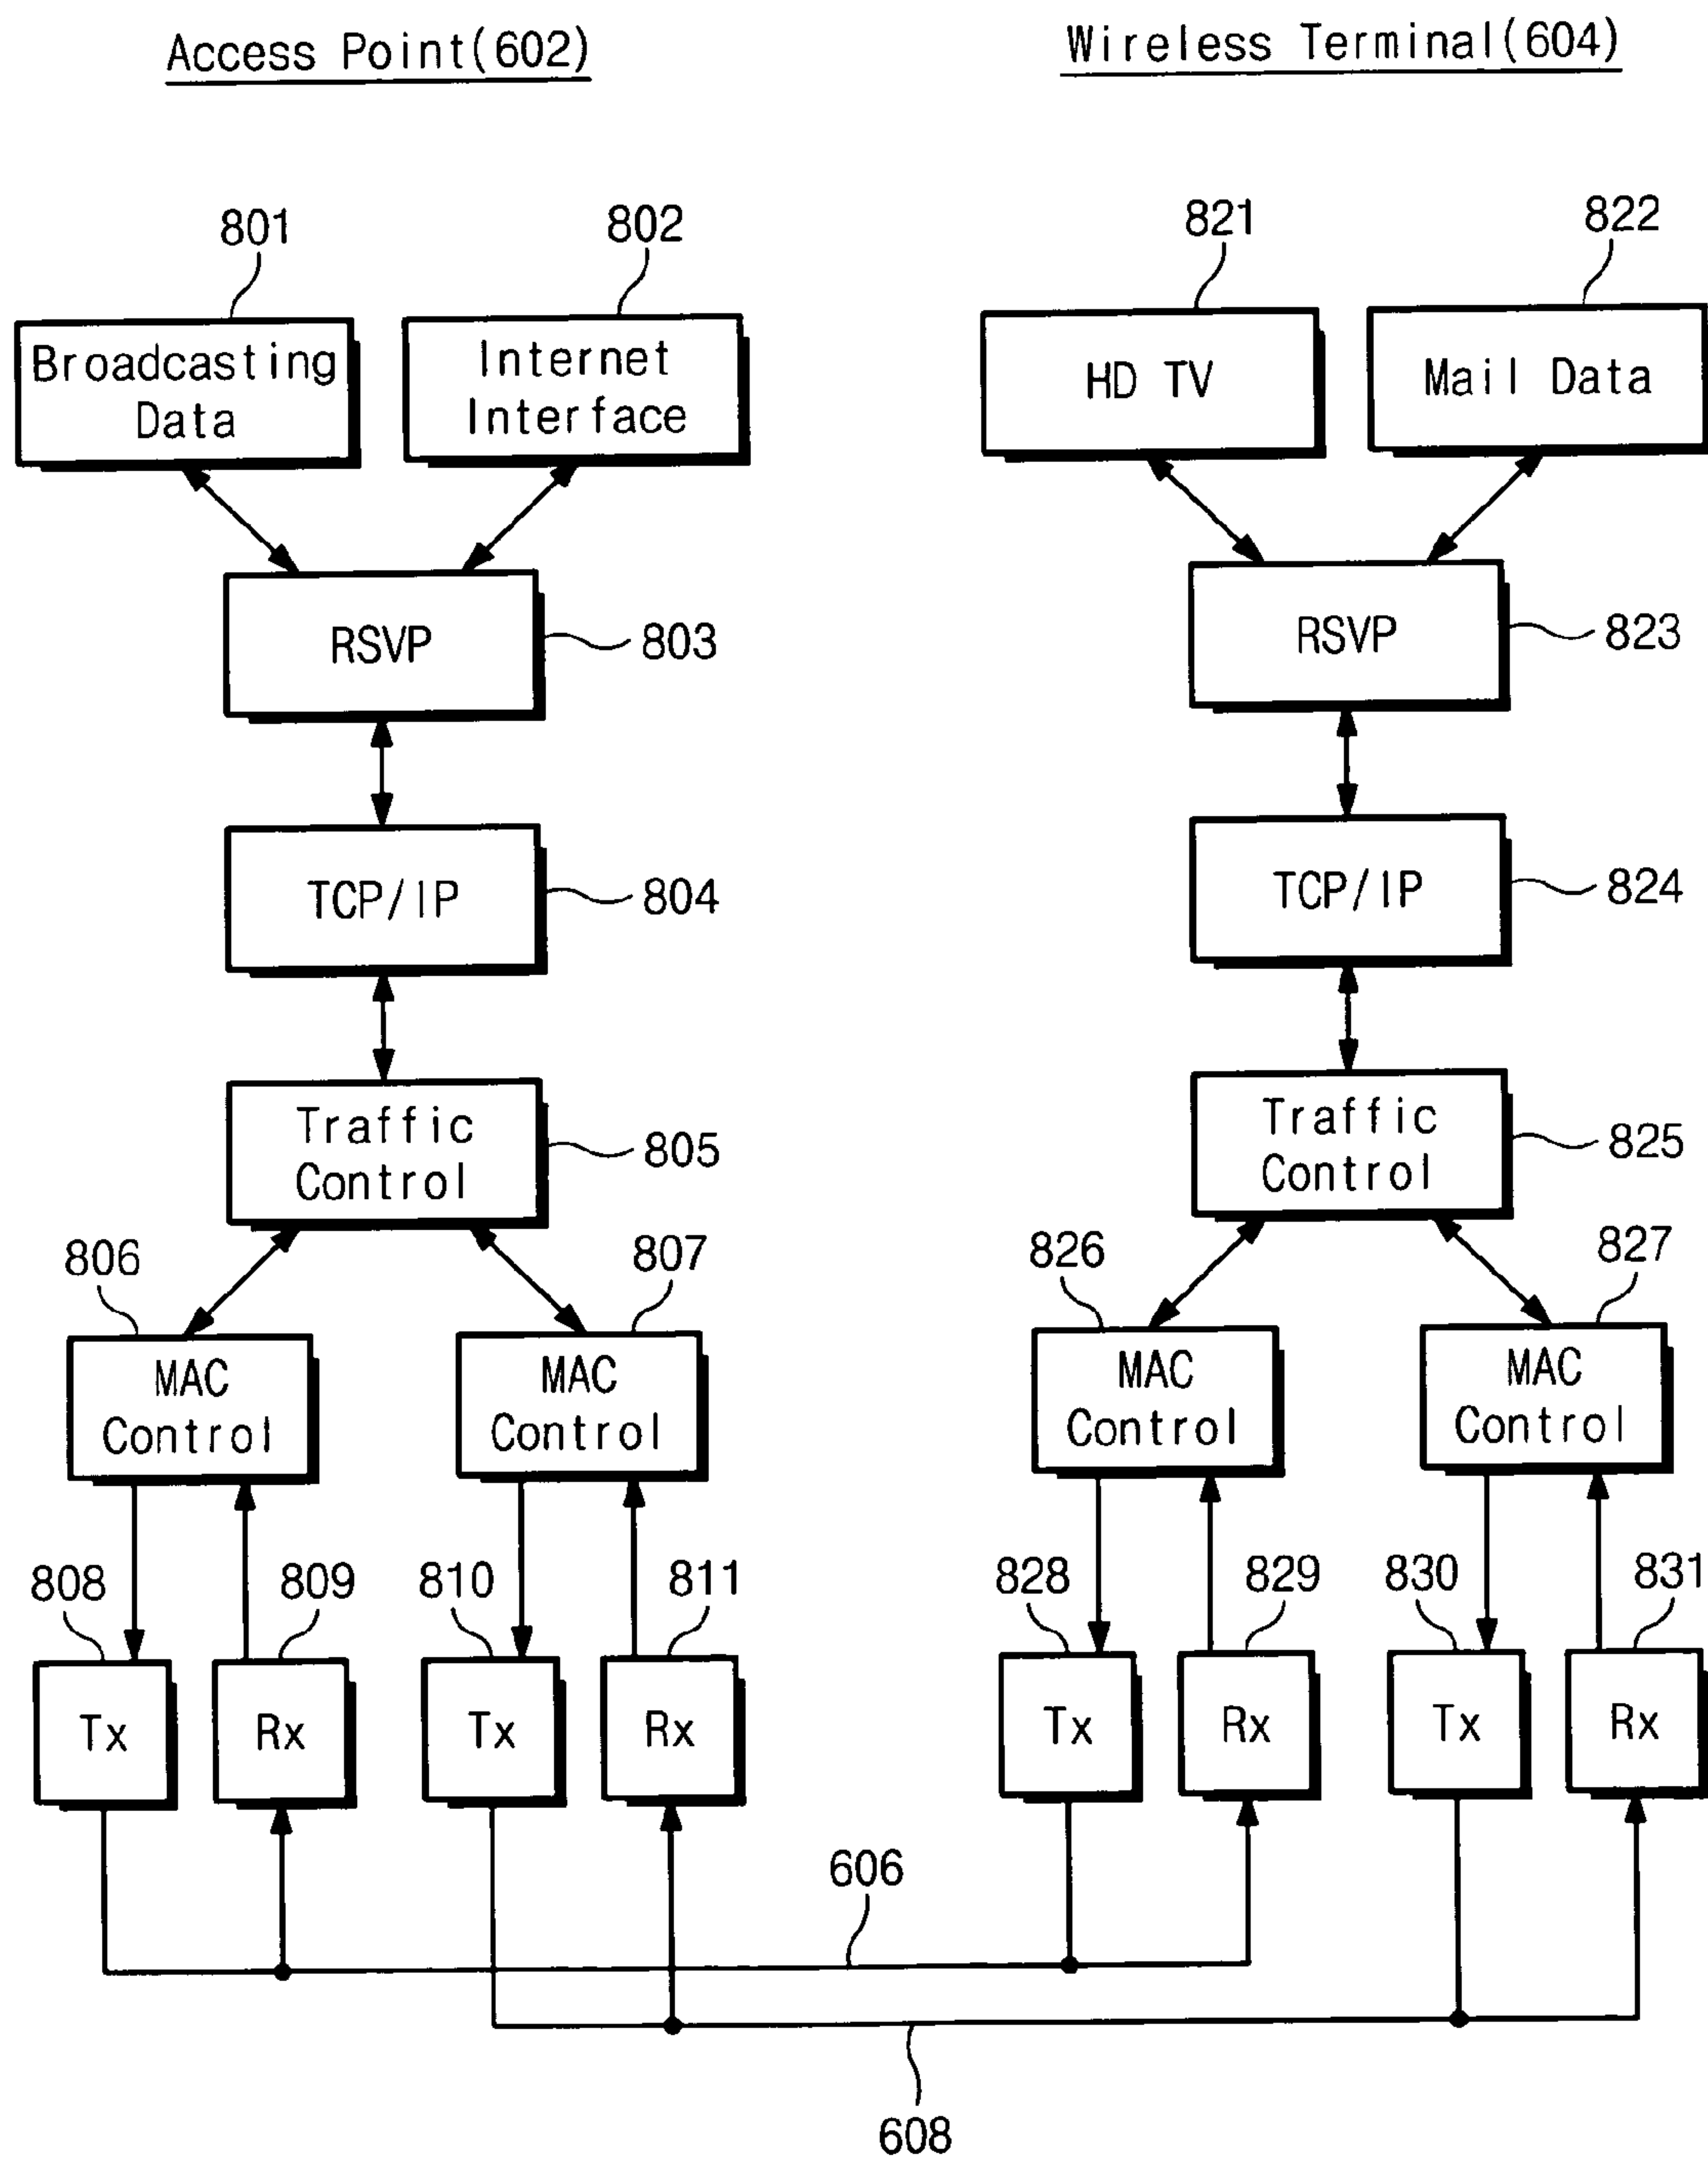 Access Point(602)
Wireless Terminal(604)
801
802
821
822
Broadcasting
Data
Internet
Interface
HD TV
Mail Data
RSVP
803
RSVP
823
TCP/IP
804
TCP/IP
824
Traffic
Control
805
Traffic
Control
825
806
807
826
827
MAC
Control
MAC
Control
MAC
Control
MAC
Control
808
809
810
811
828
829
830
831
Tx
Rx
Tx
Rx
Tx
Rx
Tx
Rx
606
608